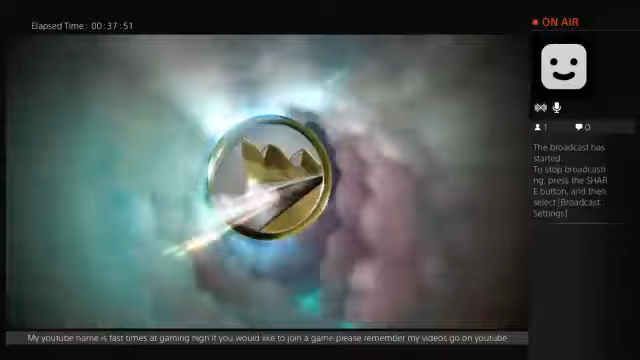 Elapsed Time : 00 : 37 : 51
ON AIR
1
0
The broadcast has
started.
To stop broadcasti
ng, press the SHAR
E button, and then
select [Broadcast
Settings]
My youtube name is fast times at gaming high if you would like to join a game please remember my videos go on youtube